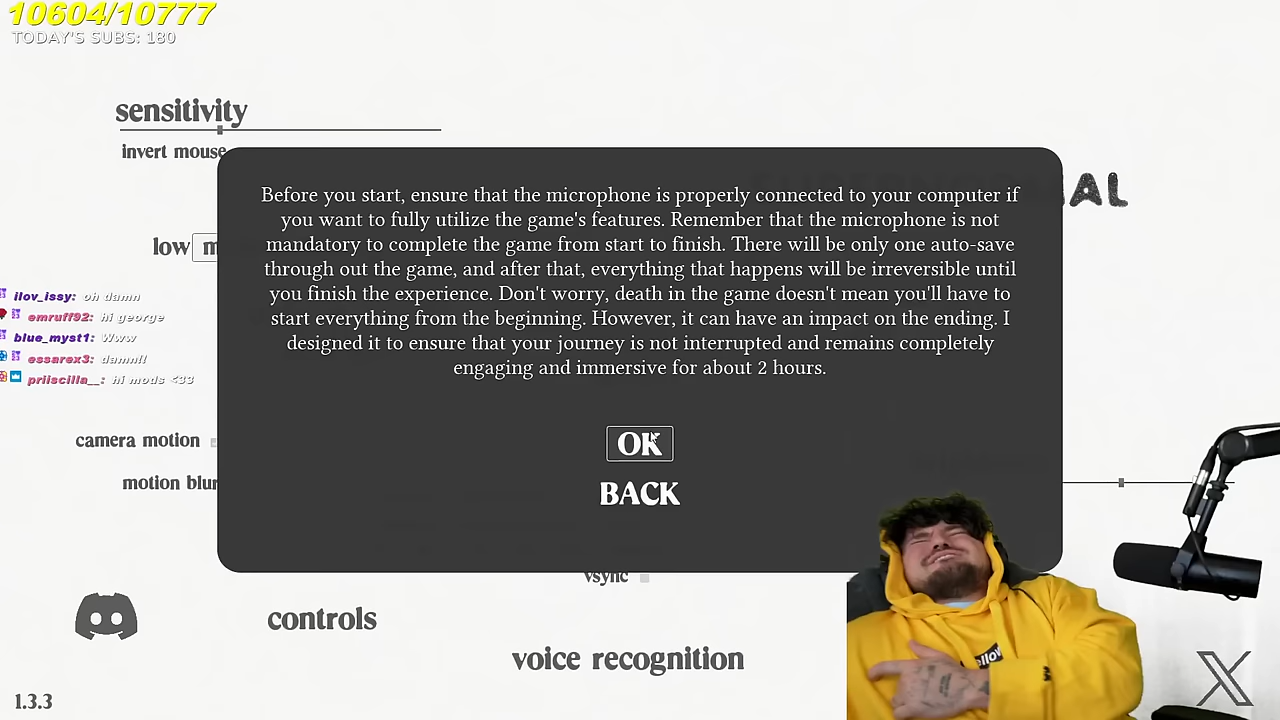 10604/10777
TODAY'S SUBS: 180
sensitivity
invert mouse
low m
Before you start, ensure that the microphone is properly connected to your computer if
you want to fully utilize the game's features. Remember that the microphone is not
mandatory to complete the game from start to finish. There will be only one auto-save
through out the game, and after that, everything that happens will be irreversible until
you finish the experience. Don't worry, death in the game doesn't mean you'll have to
start everything from the beginning. However, it can have an impact on the ending. I
designed it to ensure that your journey is not interrupted and remains completely
engaging and immersive for about 2 hours.
OK
BACK
ilov_issy: oh damn
emruff92: hi george
blue_myst1: Www
essarex3: damn!!
priiscilla__: hi mods <33
camera motion
motion blur
vsync
controls
voice recognition
1.3.3